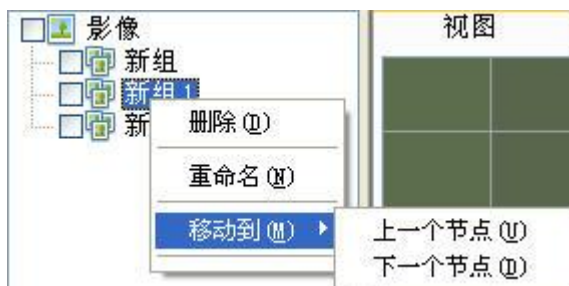 影像
视图
新组
新组1
新
删除(D)
重命名(N)
移动到(M)
上一个节点(U)
下一个节点(D)